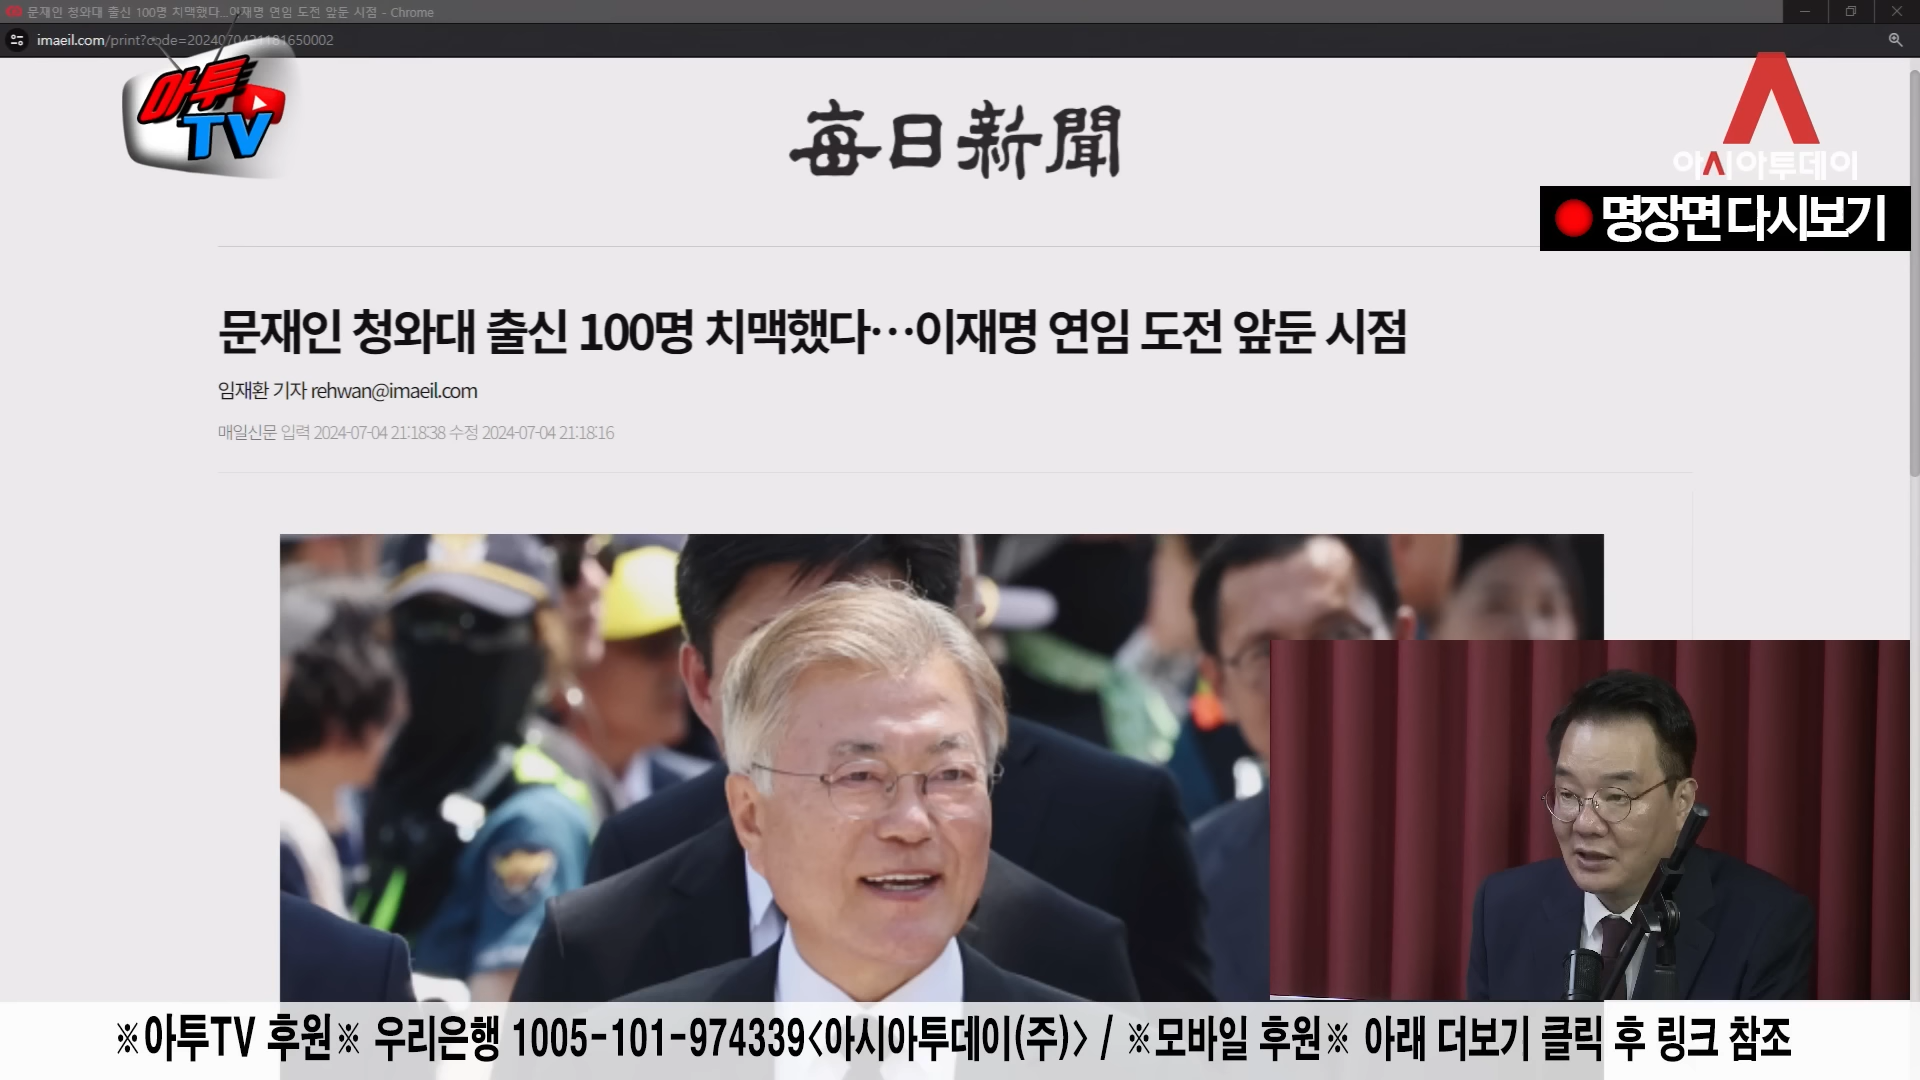 문재인 청와대 출신 100명 치맥했다...이재명 연임 도전 앞둔 시점 - Chrome
imaeil.com/print?code=2024070421181650002
아투
TV
每日新聞
아시아투데이
명장면 다시보기
문재인 청와대 출신 100명 치맥했다…이재명 연임 도전 앞둔 시점
임재환 기자 rehwan@imaeil.com
매일신문 입력 2024-07-04 21:18:38 수정 2024-07-04 21:18:16
※아투TV 후원※ 우리은행 1005-101-974339<아시아투데이(주)> / ※모바일 후원※ 아래 더보기 클릭 후 링크 참조